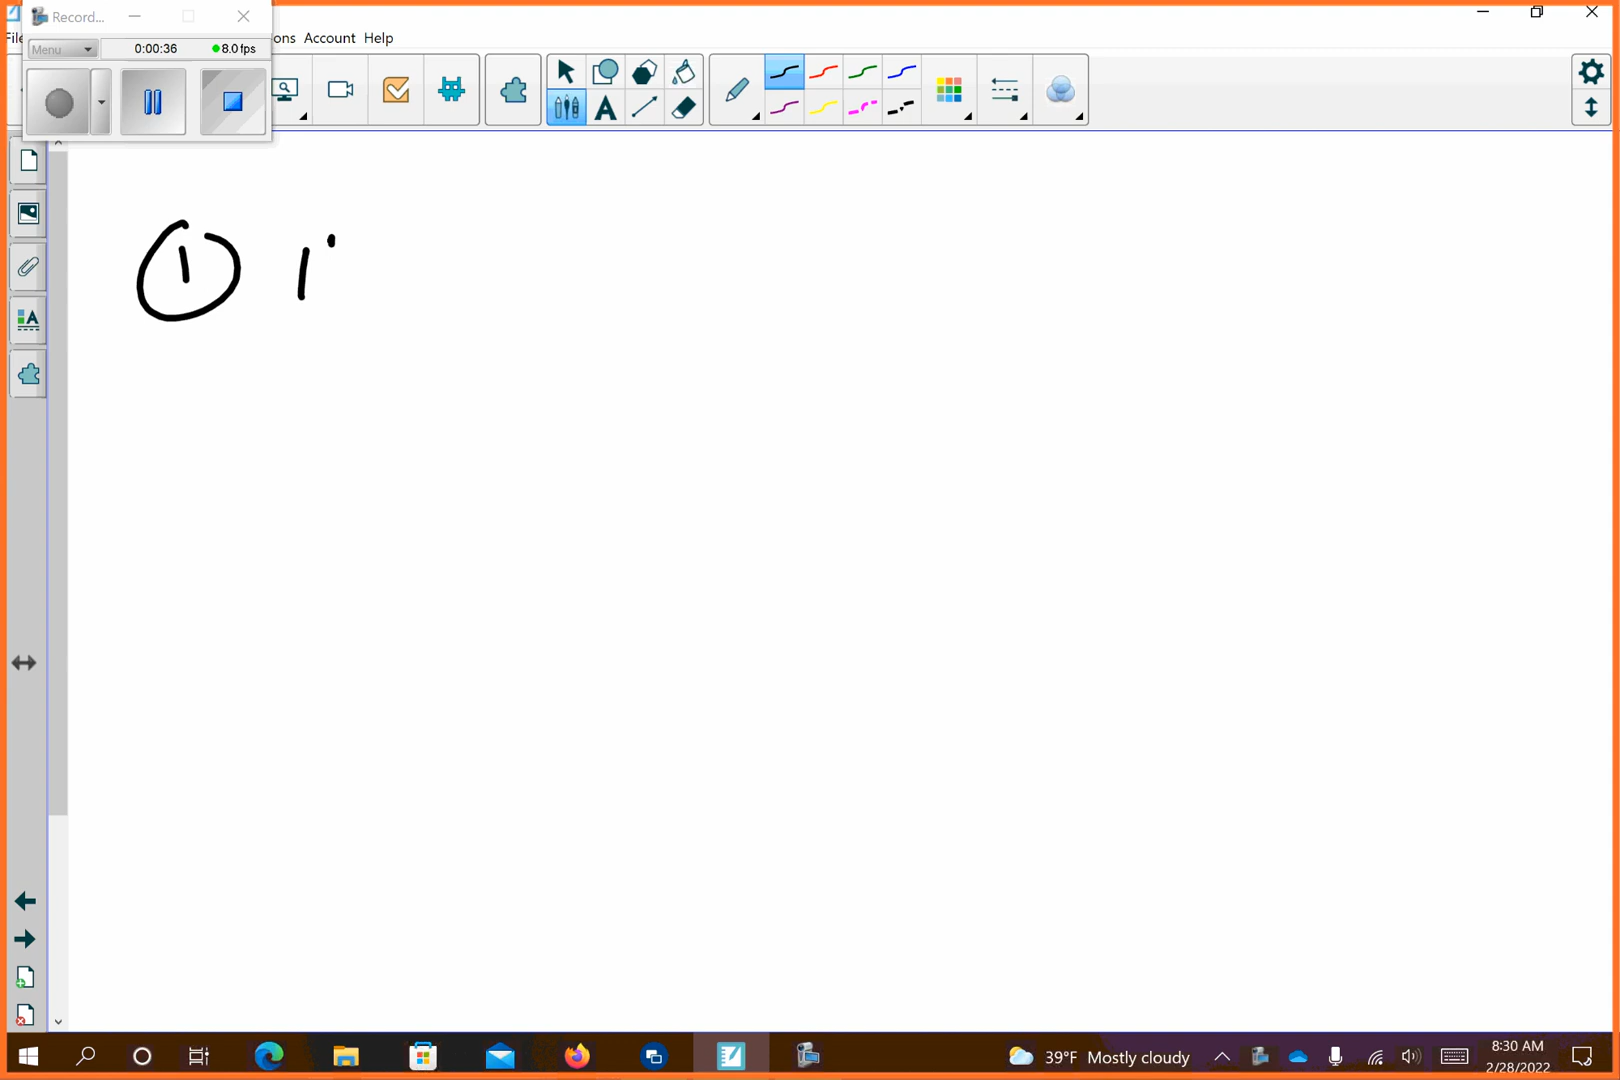 Record...
Menu 0:00:36 8.0 fps
ons Account Help
① 1
39°F Mostly cloudy
8:30 AM
2/28/2022